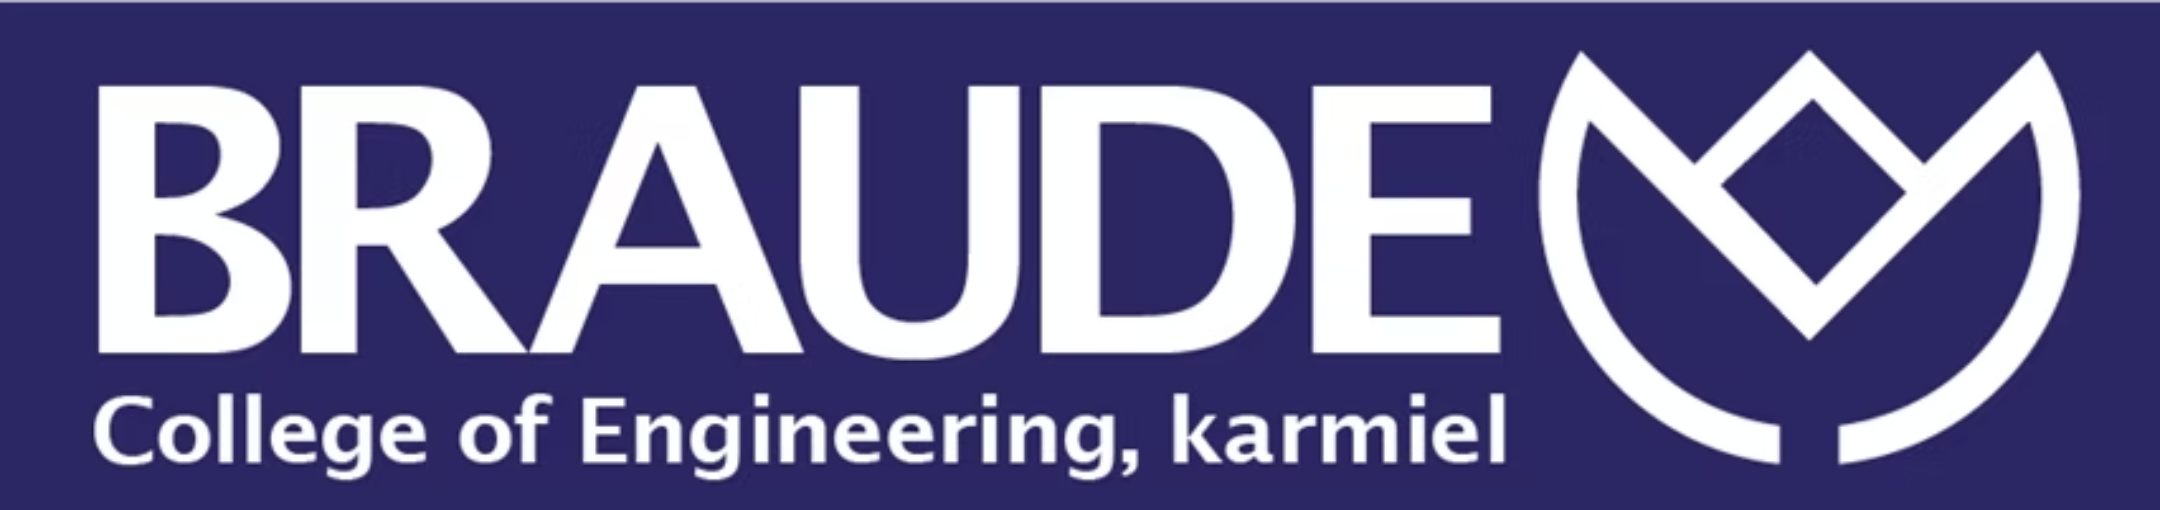 BRAUDE
College of Engineering, karmiel